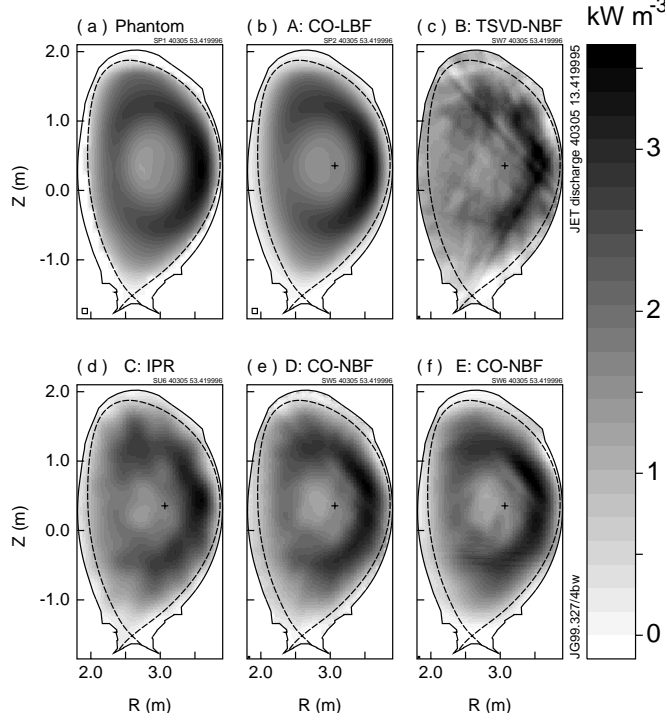 kW m-3
( a ) Phantom
( b ) A: CO-LBF
( c ) B: TSVD-NBF
SP1 40305 53.419996
SP2 40305 53.419996
SW7 40305 53.419996
2.0
1.0
0.0
-1.0
Z (m)
JET discharge 40305 13.419995
3
2
1
0
( d ) C: IPR
( e ) D: CO-NBF
( f ) E: CO-NBF
SU6 40305 53.419996
SW5 40305 53.419996
SW6 40305 53.419996
2.0
1.0
0.0
-1.0
Z (m)
JG99.327/4bw
2.0 3.0
2.0 3.0
2.0 3.0
R (m)
R (m)
R (m)